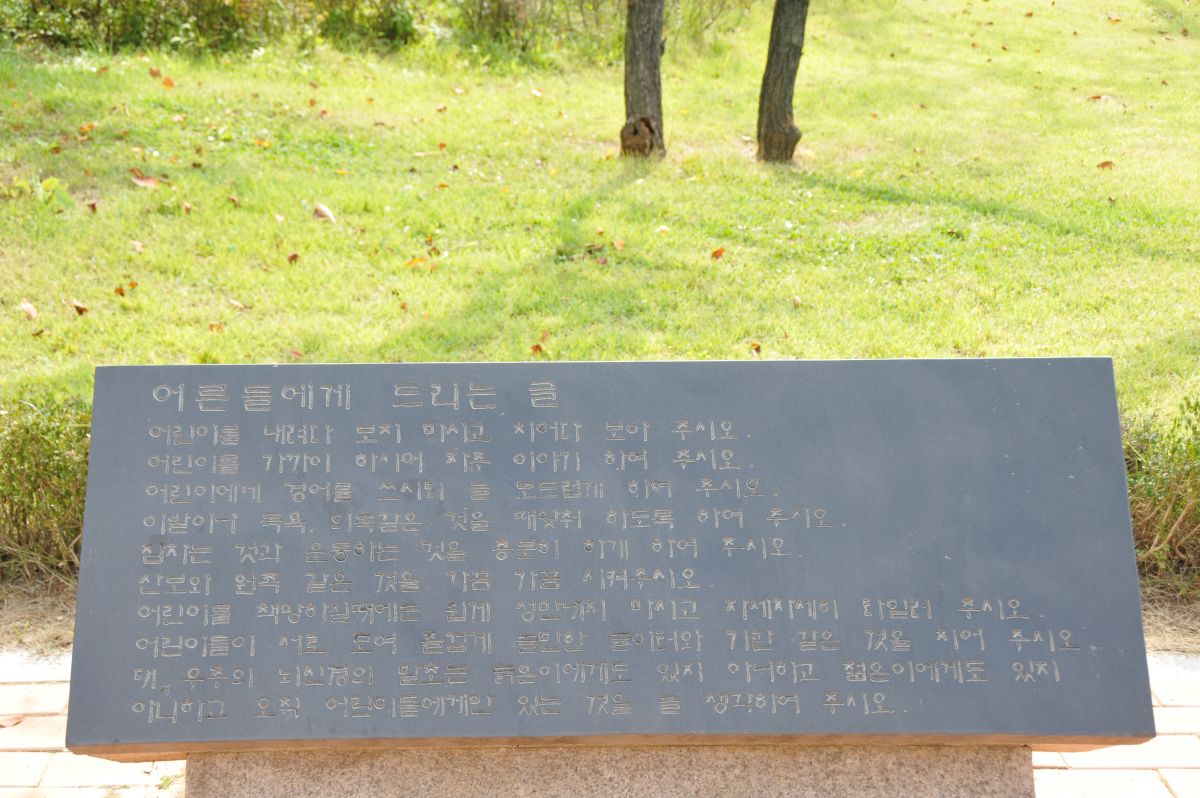 어른들에게 드리는 글
어린이를 내려다 보지 마시고 치어다 보아 주시오.
어린이를 가까이 하시어 자주 이야기 하여 주시오.
어린이에게 경어를 쓰시되 늘 보드럽게 하여 주시오.
이발이나 목욕, 의복같은 것을 때맞춰 하도록 하여 주시오.
잠자는 것과 운동하는 것을 충분히 하게 하여 주시오.
산보와 원족 같은 것을 가끔 가끔 시켜주시오.
어린이를 책망하실때에는 쉽게 성만내지 마시고 자세자세히 타일러 주시오.
어린이들이 서로 모여 즐겁게 놀만한 놀이터와 기관 같은 것을 지어 주시오.
대우주의 뇌신경의 말초는 늙은이에게도 있지 아니하고 젊은이에게도 있지
아니하고 오직 어린이들에게만 있는 것을 늘 생각하여 주시오.